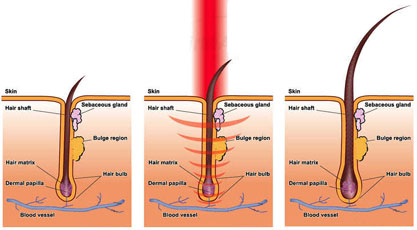 Skin
Hair shaft
Sebaceous gland
Bulge region
Hair matrix
Dermal papilla
Hair bulb
Blood vessel
Skin
Hair shaft
Sebaceous gland
Bulge region
Hair matrix
Dermal papilla
Hair bulb
Blood vessel
Skin
Hair shaft
Sebaceous gland
Bulge region
Hair matrix
Dermal papilla
Hair bulb
Blood vessel